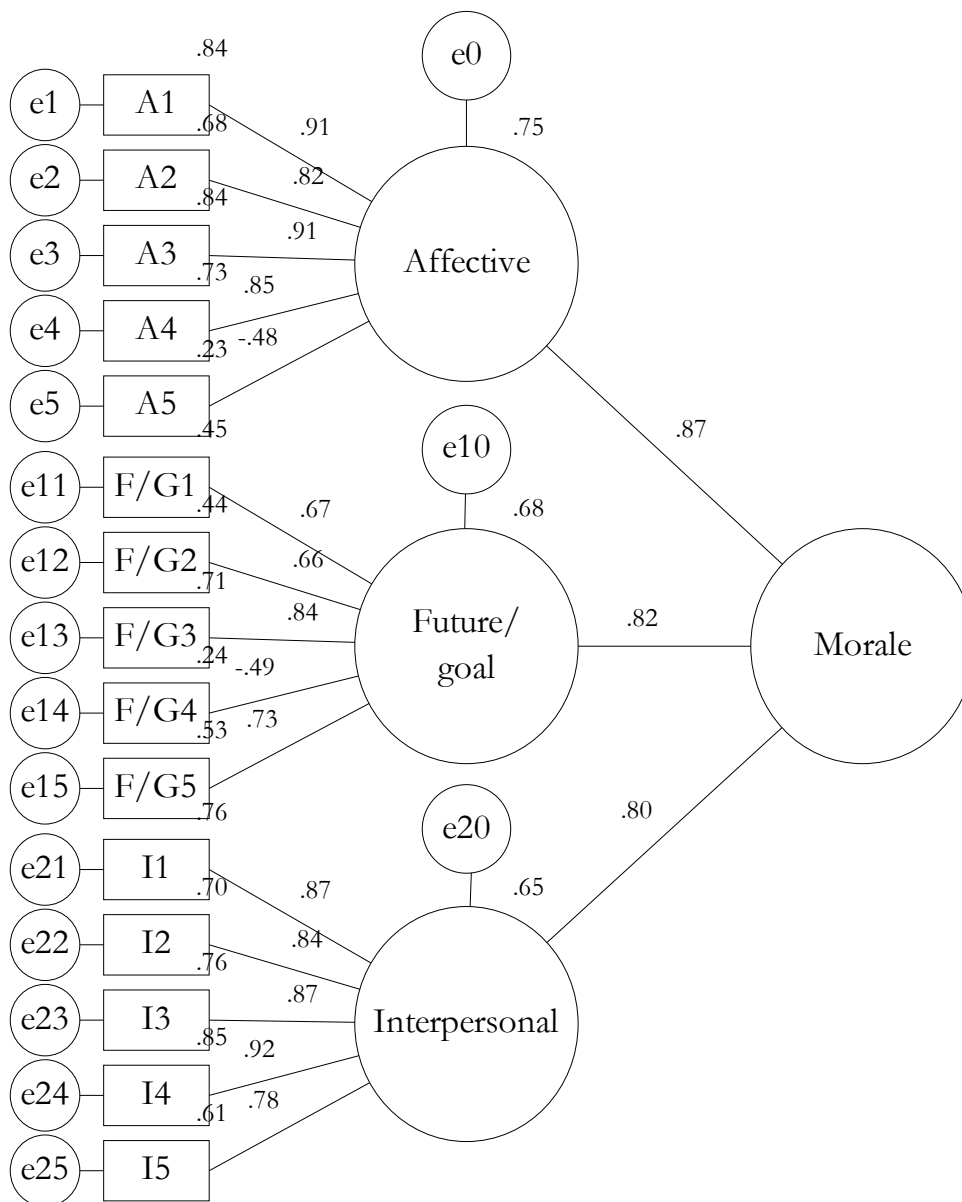 .84
e0
e1 A1
.68 .91 .75
e2 A2
.82
.84
e3 A3
.91
Affective
.73
.85
e4 A4
.23 -.48
e5 A5
.45
.87
e10
e11 F/G1
.44 .67 .68
e12 F/G2
.66
.71
.84
.82
e13 F/G3
Future/
goal
Morale
.24 -.49
e14 F/G4
.53 .73
e15 F/G5
.76
.80
e20
e21 I1
.70 .87 .65
e22 I2
.84
.76
.87
e23 I3
Interpersonal
.85 .92
e24 I4
.61 .78
e25 I5